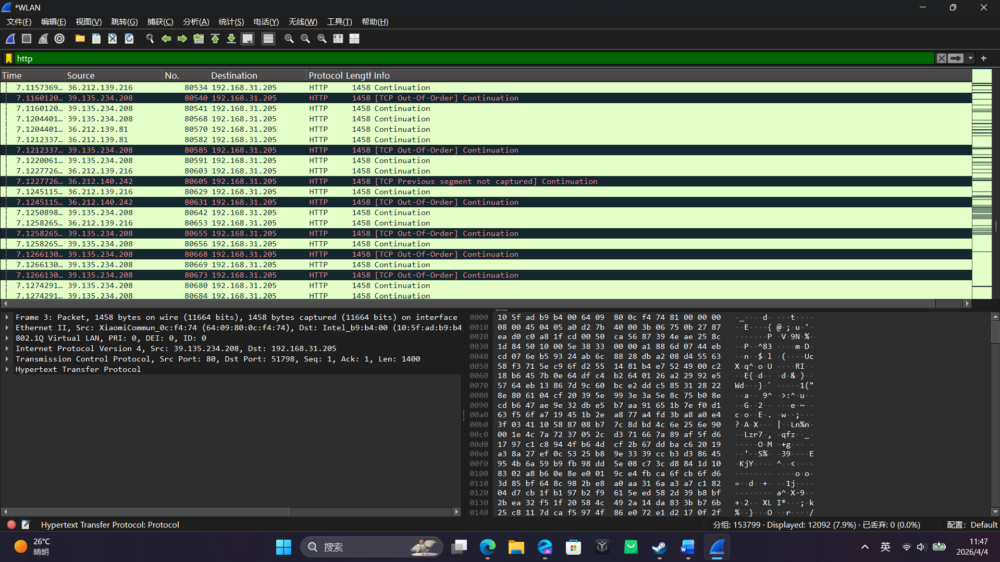 *WLAN
文件(F) 编辑(E) 视图(V) 跳转(G) 捕获(C) 分析(A) 统计(S) 电话(Y) 无线(W) 工具(T) 帮助(H)
http
Time Source No. Destination Protocol Length Info
7.1157369… 36.212.139.216 80534 192.168.31.205 HTTP 1458 Continuation
7.1160120… 39.135.234.208 80540 192.168.31.205 HTTP 1458 [TCP Out-Of-Order] Continuation
7.1160120… 39.135.234.208 80541 192.168.31.205 HTTP 1458 Continuation
7.1204401… 39.135.234.208 80568 192.168.31.205 HTTP 1458 Continuation
7.1204401… 36.212.139.81 80570 192.168.31.205 HTTP 1458 Continuation
7.1212337… 36.212.139.81 80582 192.168.31.205 HTTP 1458 Continuation
7.1212337… 39.135.234.208 80585 192.168.31.205 HTTP 1458 [TCP Out-Of-Order] Continuation
7.1220061… 39.135.234.208 80591 192.168.31.205 HTTP 1458 Continuation
7.1227726… 36.212.139.216 80603 192.168.31.205 HTTP 1458 Continuation
7.1227726… 36.212.140.242 80605 192.168.31.205 HTTP 1458 [TCP Previous segment not captured] Continuation
7.1245115… 36.212.139.216 80629 192.168.31.205 HTTP 1458 Continuation
7.1245115… 36.212.140.242 80631 192.168.31.205 HTTP 1458 [TCP Out-Of-Order] Continuation
7.1250898… 39.135.234.208 80642 192.168.31.205 HTTP 1458 Continuation
7.1258265… 36.212.139.216 80653 192.168.31.205 HTTP 1458 Continuation
7.1258265… 39.135.234.208 80655 192.168.31.205 HTTP 1458 [TCP Out-Of-Order] Continuation
7.1258265… 39.135.234.208 80656 192.168.31.205 HTTP 1458 Continuation
7.1266130… 39.135.234.208 80668 192.168.31.205 HTTP 1458 [TCP Out-Of-Order] Continuation
7.1266130… 39.135.234.208 80669 192.168.31.205 HTTP 1458 Continuation
7.1266130… 39.135.234.208 80673 192.168.31.205 HTTP 1458 [TCP Out-Of-Order] Continuation
7.1274291… 39.135.234.208 80680 192.168.31.205 HTTP 1458 Continuation
7.1274291… 39.135.234.208 80684 192.168.31.205 HTTP 1458 Continuation
Frame 3: Packet, 1458 bytes on wire (11664 bits), 1458 bytes captured (11664 bits) on interface
Ethernet II, Src: XiaomiCommun_0c:f4:74 (64:09:80:0c:f4:74), Dst: Intel_b9:b4:00 (10:5f:ad:b9:b4
802.1Q Virtual LAN, PRI: 0, DEI: 0, ID: 0
Internet Protocol Version 4, Src: 39.135.234.208, Dst: 192.168.31.205
Transmission Control Protocol, Src Port: 80, Dst Port: 51798, Seq: 1, Ack: 1, Len: 1400
Hypertext Transfer Protocol
0000 10 5f ad b9 b4 00 64 09 80 0c f4 74 81 00 00 00 ·_····d· ···t····
0010 08 00 45 04 05 a0 d2 7b 40 00 3b 06 75 0b 27 87 ··E····{ @·;·u·'·
0020 ea d0 c0 a8 1f cd 00 50 ca 56 87 39 4e ae 25 8c ·······P ·V·9N·%·
0030 1d 84 50 10 00 5e 38 33 00 00 a1 88 6d 07 44 eb ··P··^83 ····m·D·
0040 cd 07 6e b5 93 24 ab 6c 88 28 db a2 08 d4 55 63 ··n··$·l ·(····Uc
0050 58 f3 71 5e c9 6f d2 55 14 81 b4 e7 52 49 00 c2 X·q^·o·U ····RI··
0060 18 b6 45 7b 0e 64 df c4 b2 64 01 26 a2 29 92 e5 ··E{·d·· ·d·&·)··
0070 57 64 eb 13 86 7d 9c 60 bc e2 dd c5 85 31 28 22 Wd···}·` ·····1("
0080 8e 80 61 04 cf 20 39 5e 99 3e 3a 5e 8c 75 b0 8e ··a·· 9^ ·>:^·u··
0090 cd b6 47 ae 9e 32 db e5 b7 aa 91 65 1b 7e f0 d1 ··G··2·· ···e·~··
00a0 63 f5 6f a7 19 45 1b 2e a8 77 a4 fd 3b a8 a0 e4 c·o··E·. ·w··;···
00b0 3f 03 41 10 58 87 08 b7 7c 8d bd 4c 6e 25 6e 90 ?·A·X··· |··Ln%n·
00c0 00 1e 4c 7a 72 37 05 2c d3 71 66 7a 89 af 5f d6 ··Lzr7·, ·qfz··_·
00d0 17 97 c1 c8 94 4f b6 4d cf 2b 67 dd ba c6 20 19 ·····O·M ·+g··· ·
00e0 a3 8a 27 ef 0c 53 25 b8 9e 33 39 cc b3 d3 86 45 ··'··S%· ·39····E
00f0 95 4b 6a 59 b9 fb 98 dd 5e 08 c7 3c d8 84 1d 10 ·KjY···· ^··<····
0100 83 02 a8 b6 0e 8e e0 01 9c e4 fb ca 6f cb 6f d6 ········ ····o·o·
0110 3d 85 bf 64 8c 98 2b e8 a0 aa 31 6a a3 a7 c1 82 =··d··+· ··1j····
0120 04 d7 cb 1f b1 97 b2 f9 61 5e ed 58 2d 39 b8 bf ········ a^·X-9··
0130 2b ea 32 f5 1f 20 58 4c 49 2a 14 da 83 3b b7 6b +·2·· XL I*···;·k
0140 25 c8 11 7d ca f5 97 4f 86 e0 72 e1 d2 17 0f 2f %··}···O ··r····/
Hypertext Transfer Protocol: Protocol
分组: 153799 · Displayed: 12092 (7.9%) · 已丢弃: 0 (0.0%)
配置: Default
26°C
晴朗
搜索
英
11:47
2026/4/4